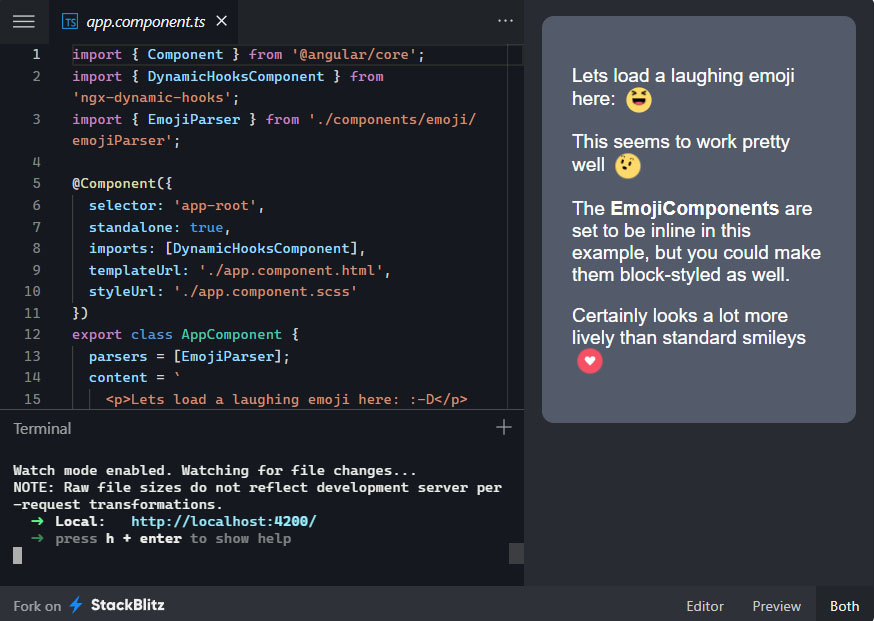 TS app.component.ts
1 import { Component } from '@angular/core';
2 import { DynamicHooksComponent } from
'ngx-dynamic-hooks';
3 import { EmojiParser } from './components/emoji/
emojiParser';
4
5 @Component({
6 selector: 'app-root',
7 standalone: true,
8 imports: [DynamicHooksComponent],
9 templateUrl: './app.component.html',
10 styleUrl: './app.component.scss'
11 })
12 export class AppComponent {
13 parsers = [EmojiParser];
14 content = `
15 <p>Lets load a laughing emoji here: :-D</p>
Terminal
Watch mode enabled. Watching for file changes...
NOTE: Raw file sizes do not reflect development server per
-request transformations.
➜ Local: http://localhost:4200/
➜ press h + enter to show help
Lets load a laughing emoji
here: 😆
This seems to work pretty
well 🤨
The EmojiComponents are
set to be inline in this
example, but you could make
them block-styled as well.
Certainly looks a lot more
lively than standard smileys
Fork on StackBlitz
Editor Preview Both